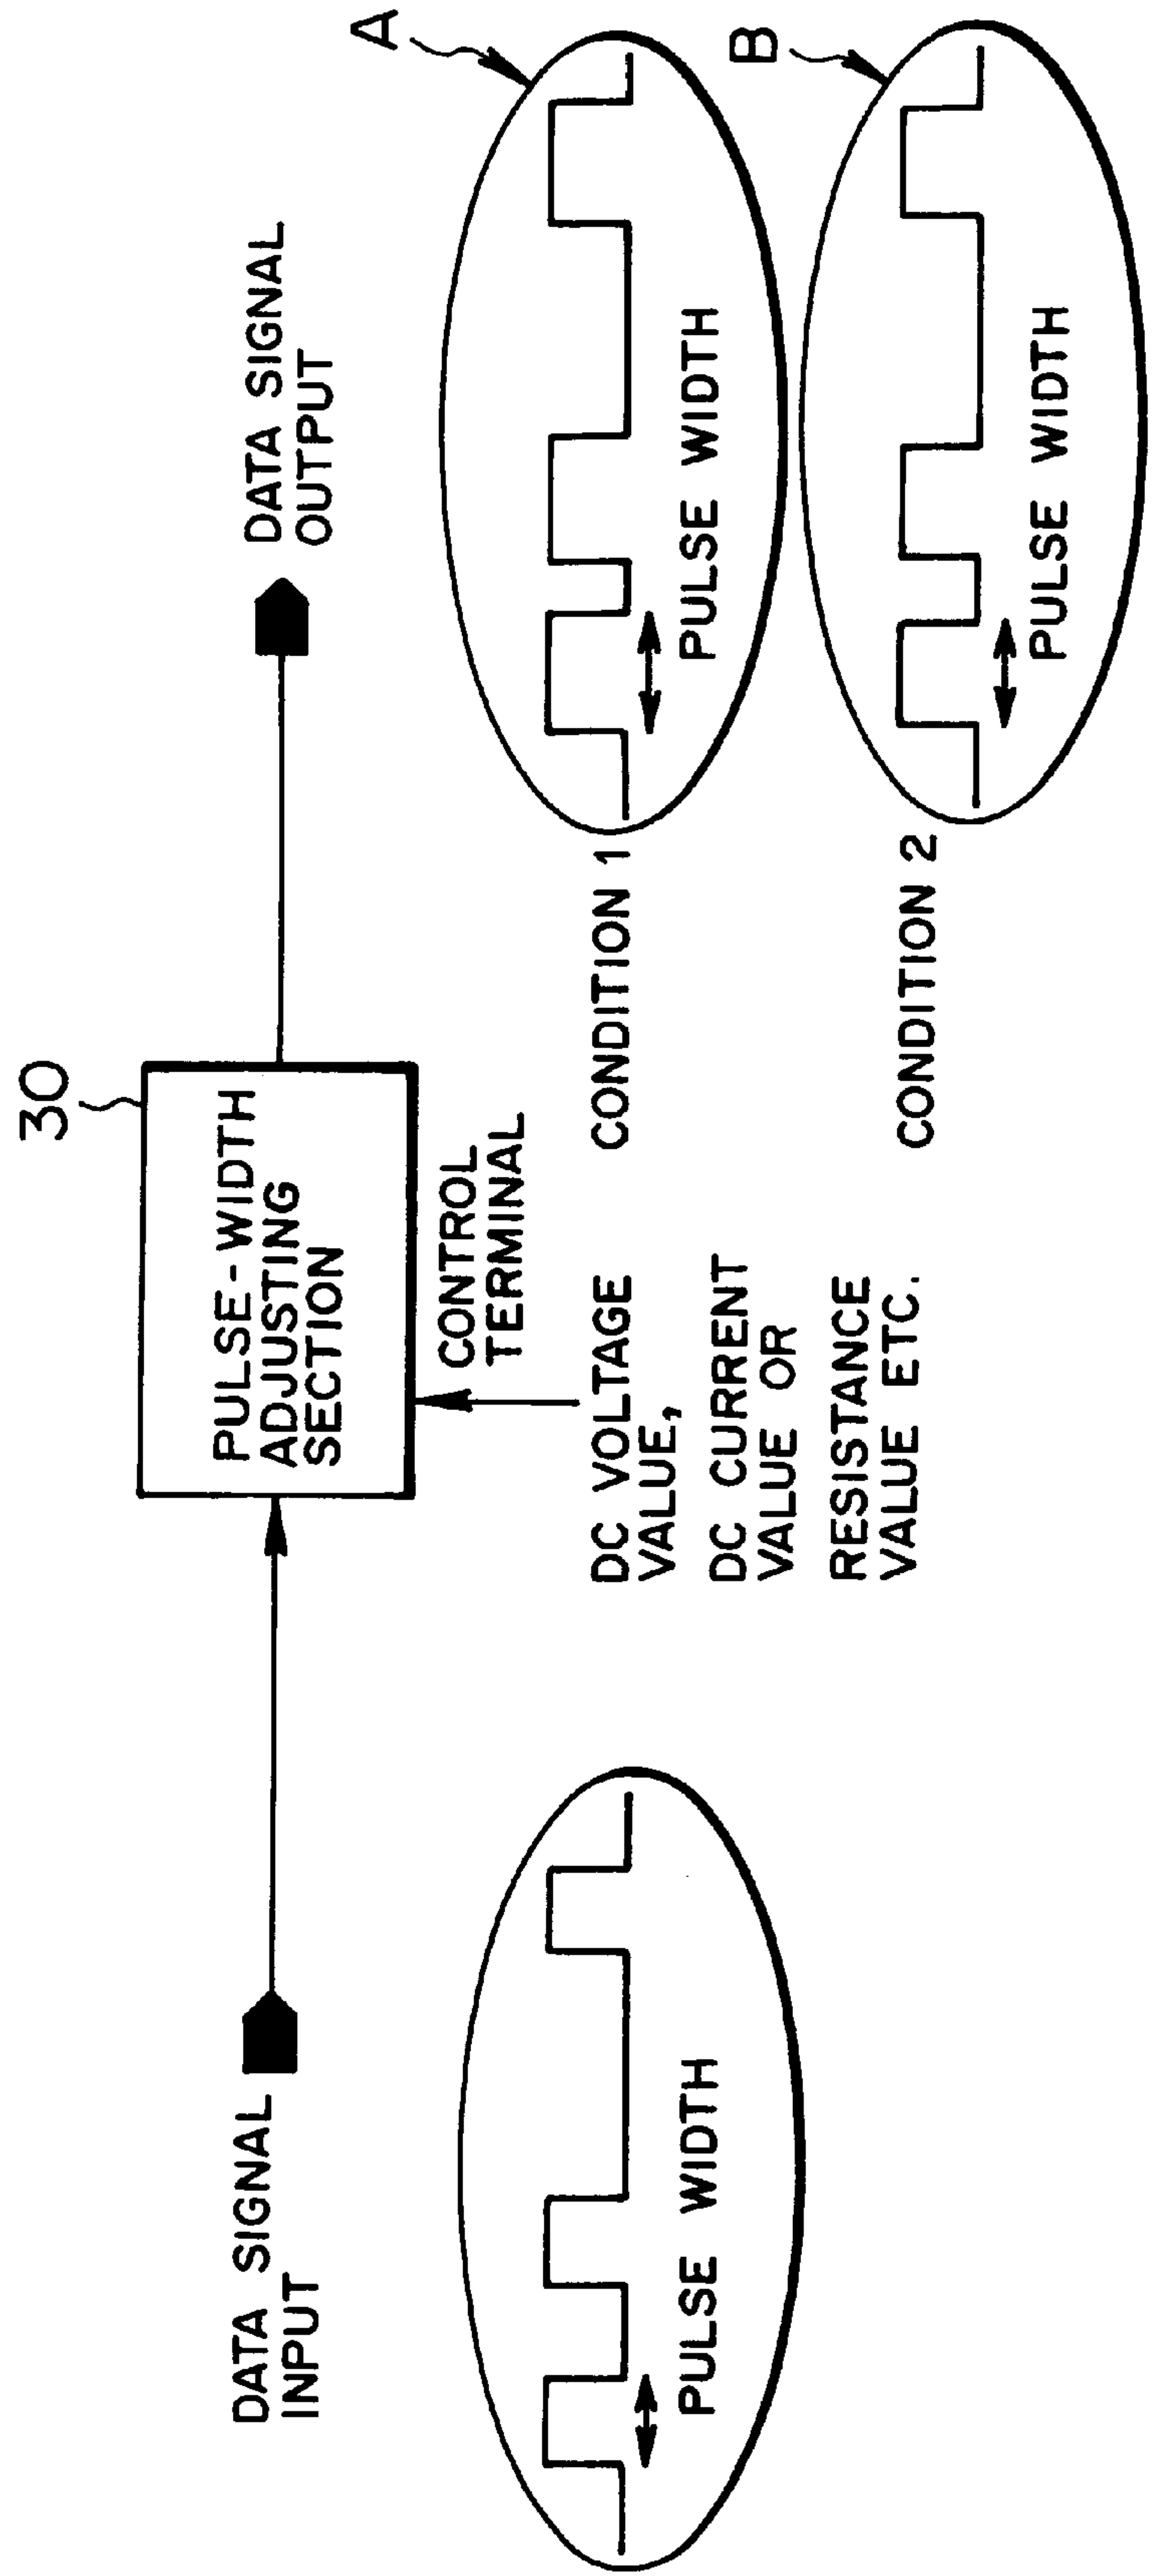 30
PULSE-WIDTH
ADJUSTING
SECTION
DATA SIGNAL
INPUT
DATA SIGNAL
OUTPUT
CONTROL
TERMINAL
DC VOLTAGE
VALUE,
DC CURRENT
VALUE OR
RESISTANCE
VALUE ETC.
PULSE WIDTH
CONDITION 1
A
PULSE WIDTH
CONDITION 2
B
PULSE WIDTH